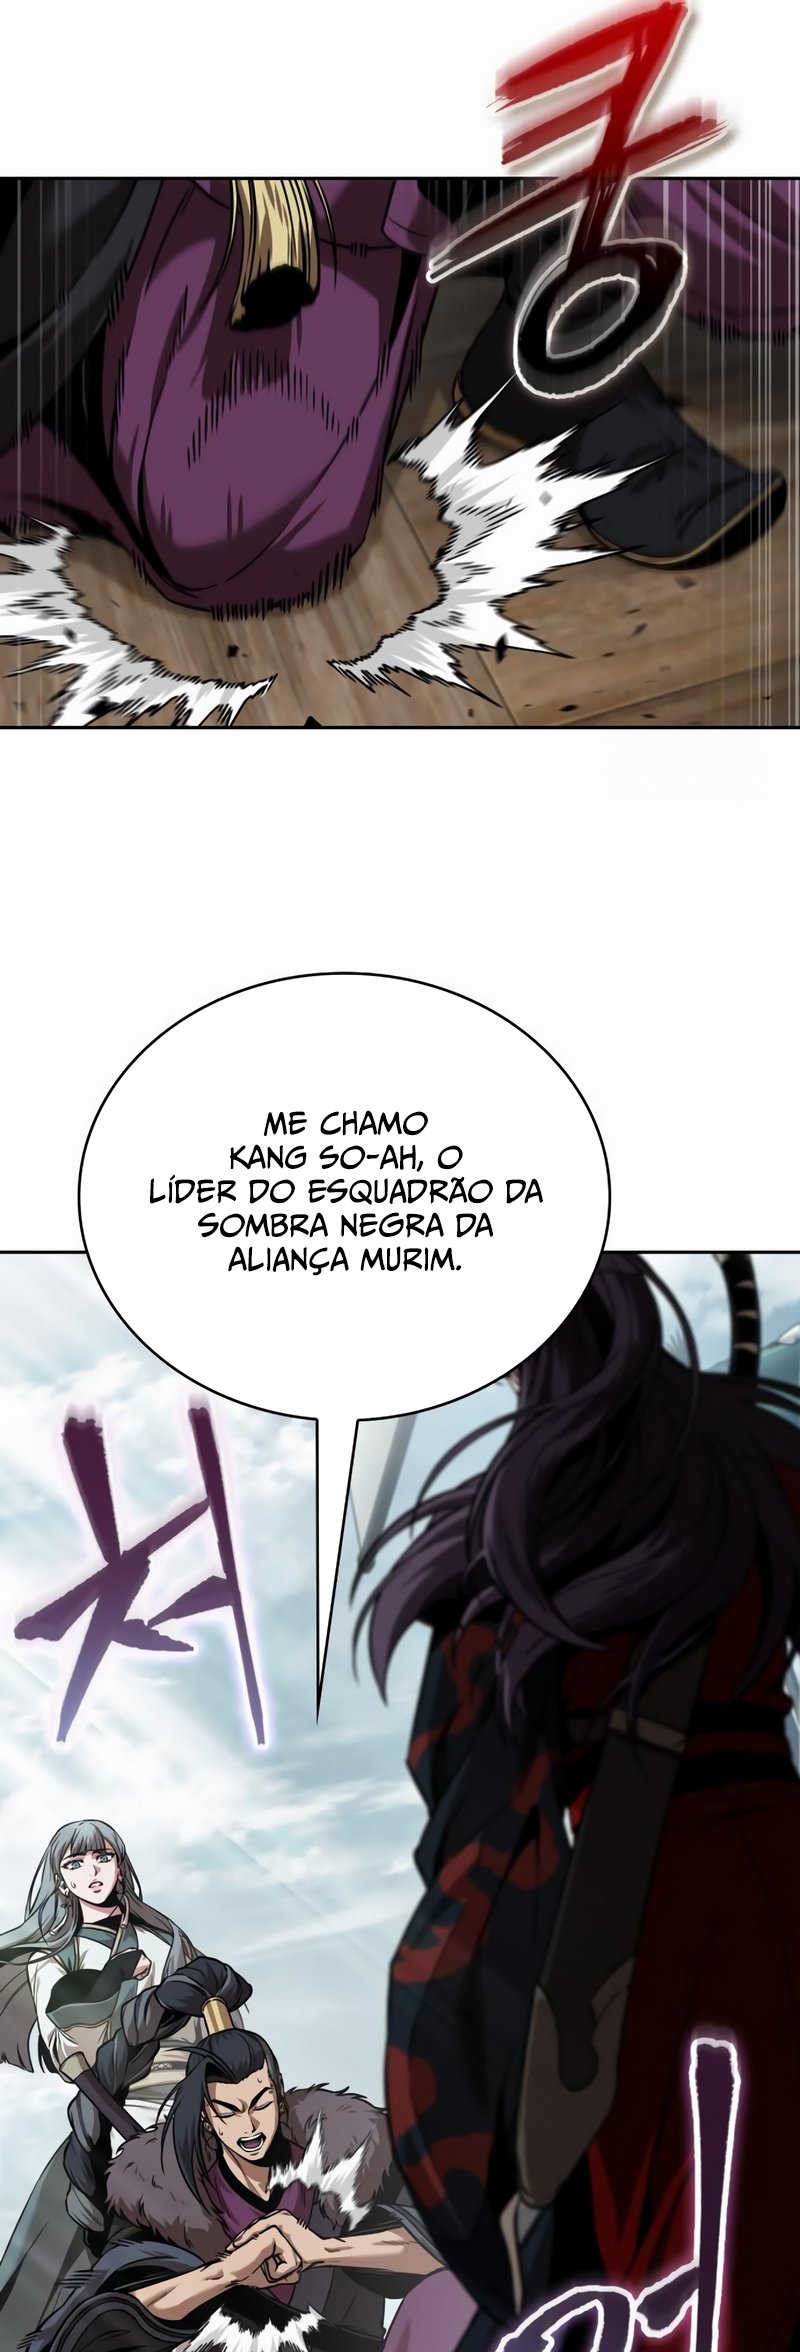 쿵
ME CHAMO
KANG SO-AH, O
LÍDER DO ESQUADRÃO DA
SOMBRA NEGRA DA
ALIANÇA MURIM.
척